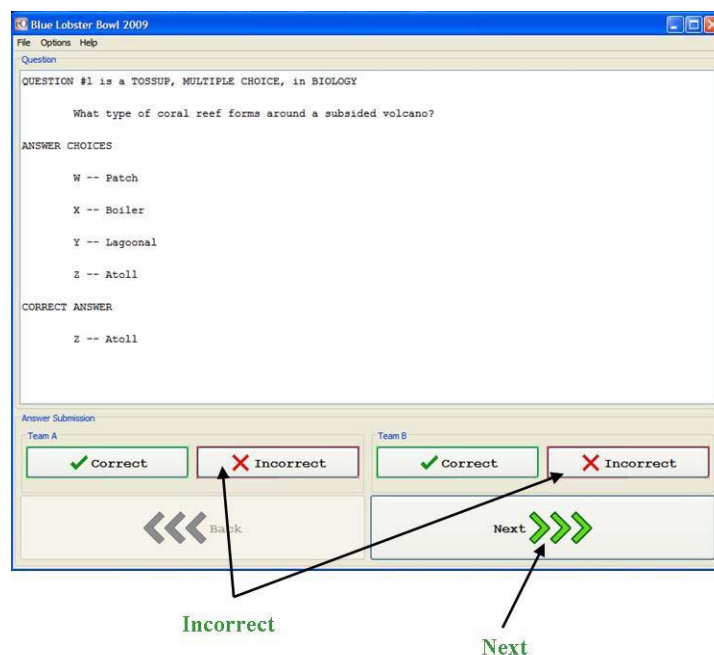 Blue Lobster Bowl 2009
File Options Help
Question
QUESTION #1 is a TOSSUP, MULTIPLE CHOICE, in BIOLOGY
What type of coral reef forms around a subsided volcano?
ANSWER CHOICES
W -- Patch
X -- Boiler
Y -- Lagoonal
Z -- Atoll
CORRECT ANSWER
Z -- Atoll
Answer Submission
Team A Team B
Correct Incorrect Correct Incorrect
Back Next
Incorrect
Next